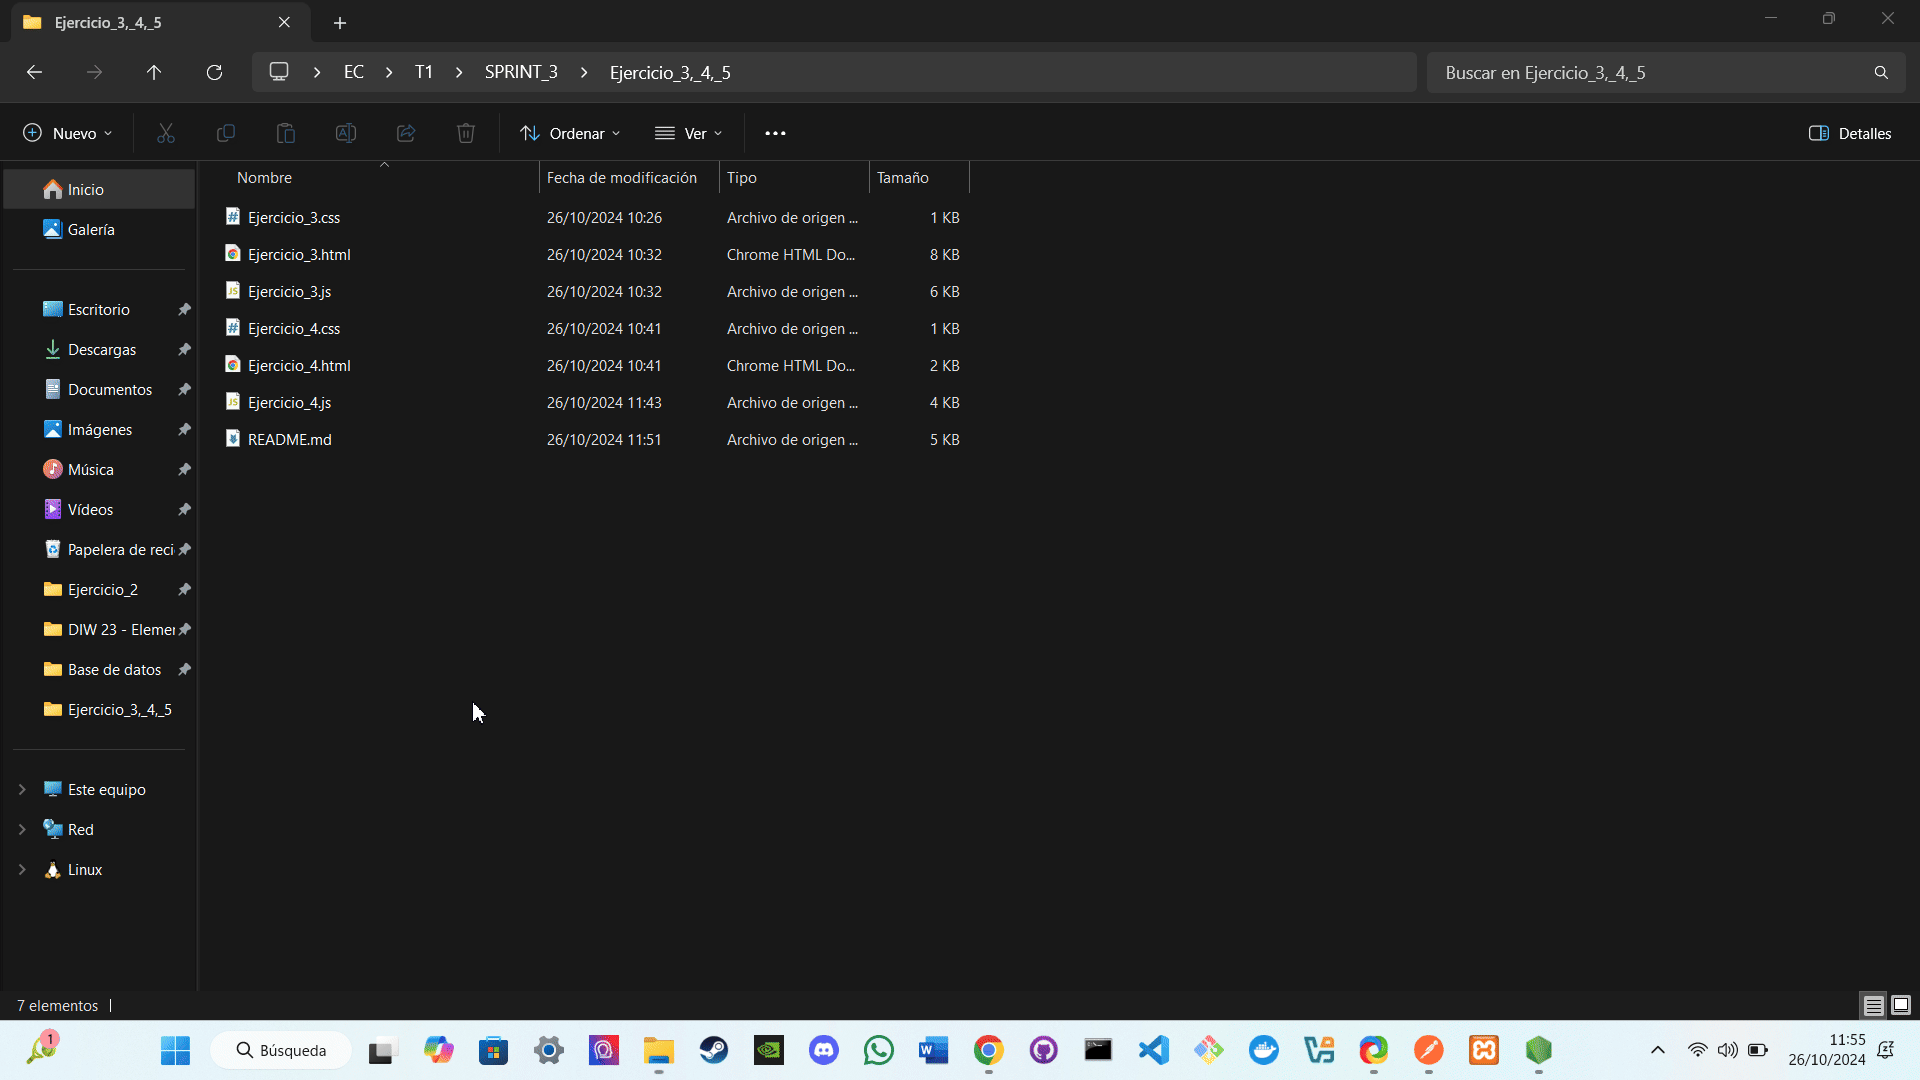 Ejercicio_3,_4,_5
EC
T1
SPRINT_3
Ejercicio_3,_4,_5
Buscar en Ejercicio_3,_4,_5
Nuevo
Ordenar
Ver
Detalles
Nombre
Fecha de modificación
Tipo
Tamaño
Ejercicio_3.css 26/10/2024 10:26 Archivo de origen ... 1 KB
Ejercicio_3.html 26/10/2024 10:32 Chrome HTML Do... 8 KB
Ejercicio_3.js 26/10/2024 10:32 Archivo de origen ... 6 KB
Ejercicio_4.css 26/10/2024 10:41 Archivo de origen ... 1 KB
Ejercicio_4.html 26/10/2024 10:41 Chrome HTML Do... 2 KB
Ejercicio_4.js 26/10/2024 11:43 Archivo de origen ... 4 KB
README.md 26/10/2024 11:51 Archivo de origen ... 5 KB
Inicio
Galería
Escritorio
Descargas
Documentos
Imágenes
Música
Vídeos
Papelera de reci
Ejercicio_2
DIW 23 - Elemen
Base de datos
Ejercicio_3,_4,_5
Este equipo
Red
Linux
7 elementos
1
Búsqueda
11:55
26/10/2024